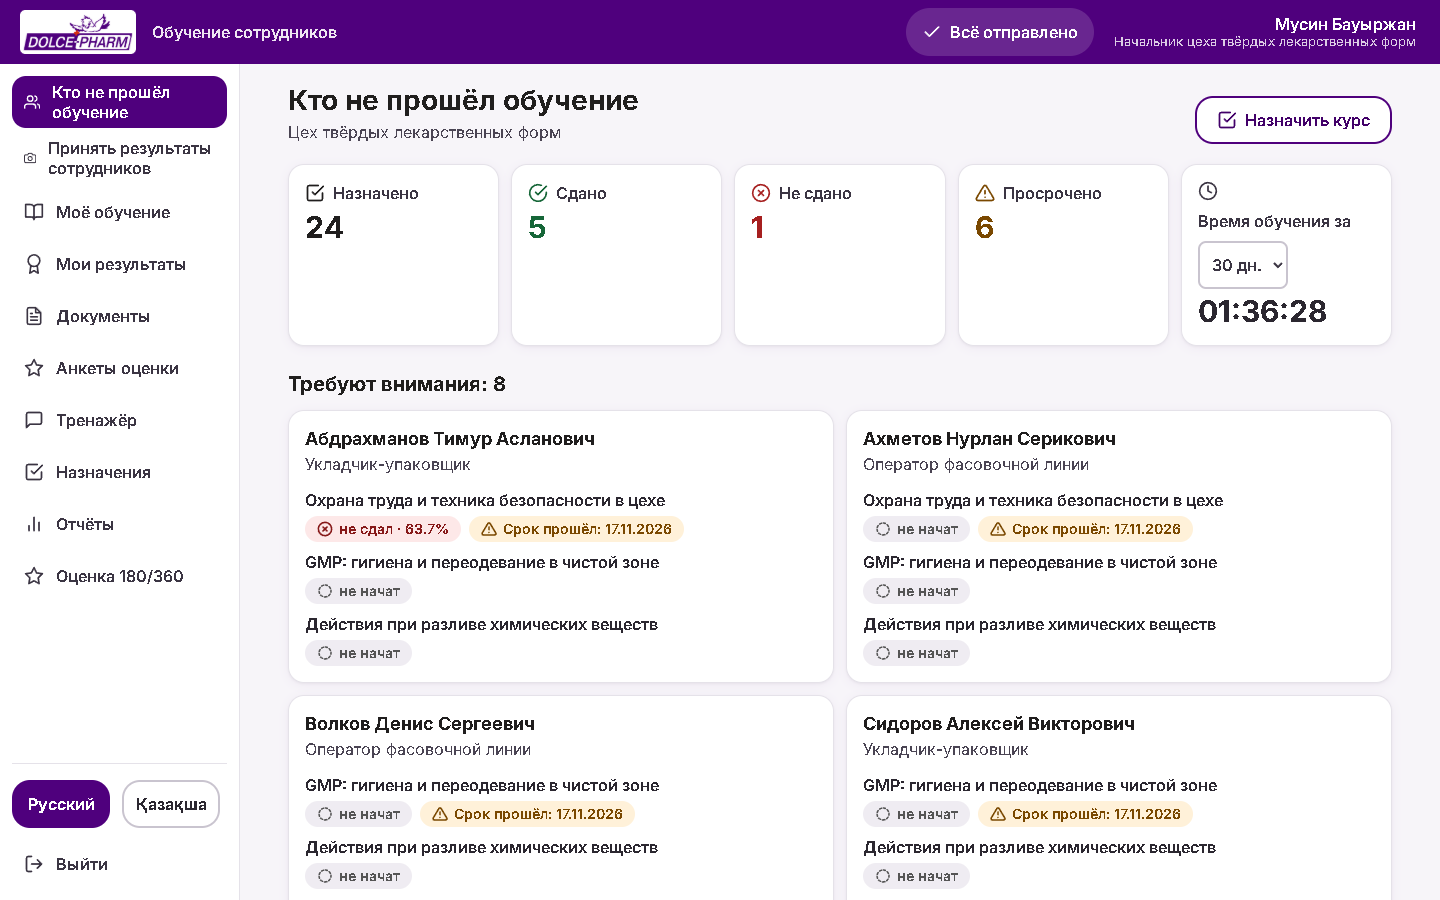 DOLCE-PHARM
Обучение сотрудников
Всё отправлено
Мусин Бауыржан
Начальник цеха твёрдых лекарственных форм
Кто не прошёл
обучение
Принять результаты
сотрудников
Моё обучение
Мои результаты
Документы
Анкеты оценки
Тренажёр
Назначения
Отчёты
Оценка 180/360
Русский
Қазақша
Выйти
Кто не прошёл обучение
Цех твёрдых лекарственных форм
Назначить курс
Назначено
24
Сдано
5
Не сдано
1
Просрочено
6
Время обучения за
30 дн.
01:36:28
Требуют внимания: 8
Абдрахманов Тимур Асланович
Укладчик-упаковщик
Охрана труда и техника безопасности в цехе
не сдал · 63.7% Срок прошёл: 17.11.2026
GMP: гигиена и переодевание в чистой зоне
не начат
Действия при разливе химических веществ
не начат
Ахметов Нурлан Серикович
Оператор фасовочной линии
Охрана труда и техника безопасности в цехе
не начат Срок прошёл: 17.11.2026
GMP: гигиена и переодевание в чистой зоне
не начат
Действия при разливе химических веществ
не начат
Волков Денис Сергеевич
Оператор фасовочной линии
GMP: гигиена и переодевание в чистой зоне
не начат Срок прошёл: 17.11.2026
Действия при разливе химических веществ
не начат
Сидоров Алексей Викторович
Укладчик-упаковщик
GMP: гигиена и переодевание в чистой зоне
не начат Срок прошёл: 17.11.2026
Действия при разливе химических веществ
не начат